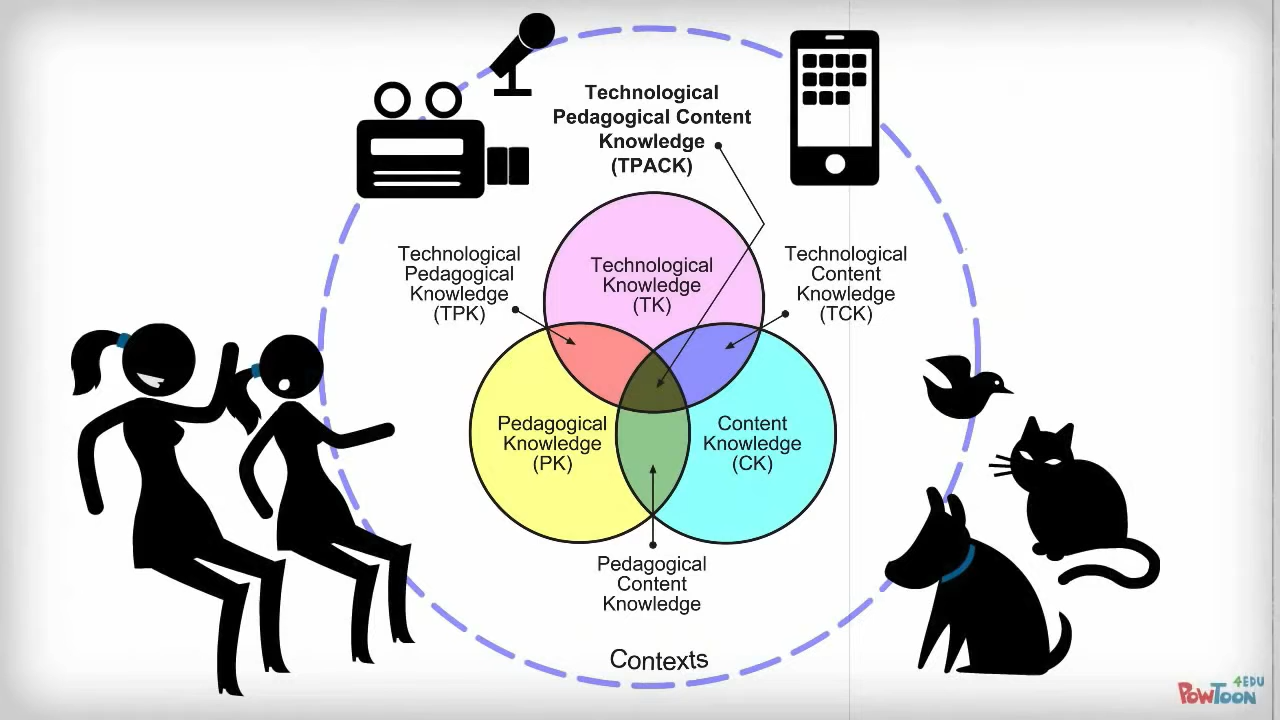 Technological
Pedagogical Content
Knowledge
(TPACK)
Technological
Pedagogical
Knowledge
(TPK)
Technological
Knowledge
(TK)
Technological
Content
Knowledge
(TCK)
Pedagogical
Knowledge
(PK)
Content
Knowledge
(CK)
Pedagogical
Content
Knowledge
Contexts
4EDU
POWTOON